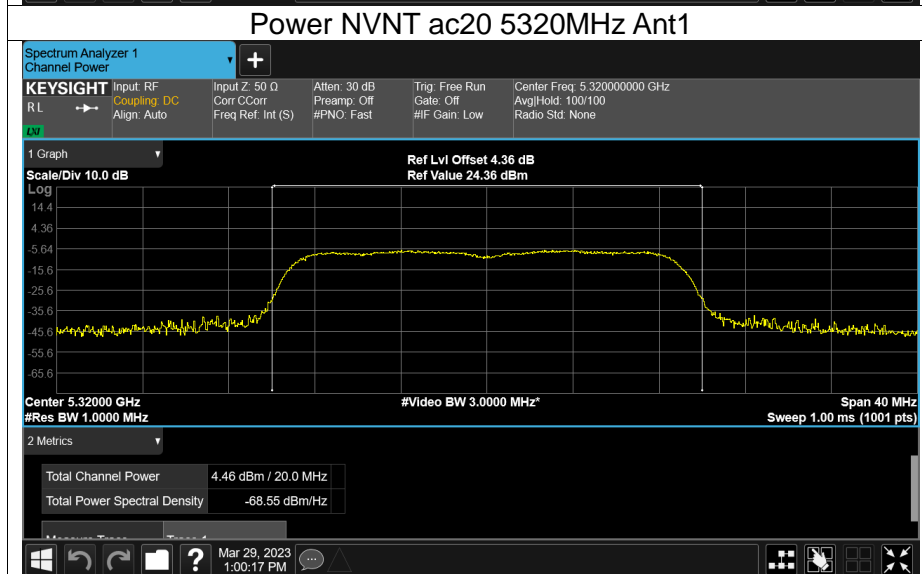 Power NVNT ac20 5320MHz Ant1
Spectrum Analyzer 1
Channel Power
KEYSIGHT
R L
LXI
Input: RF
Coupling: DC
Align: Auto
Input Z: 50 Ω
Corr CCorr
Freq Ref: Int (S)
Atten: 30 dB
Preamp: Off
#PNO: Fast
Trig: Free Run
Gate: Off
#IF Gain: Low
Center Freq: 5.320000000 GHz
Avg|Hold: 100/100
Radio Std: None
1 Graph
Scale/Div 10.0 dB
Ref Lvl Offset 4.36 dB
Ref Value 24.36 dBm
Log
14.4
4.36
-5.64
-15.6
-25.6
-35.6
-45.6
-55.6
-65.6
Center 5.32000 GHz
#Video BW 3.0000 MHz*
Span 40 MHz
#Res BW 1.0000 MHz
Sweep 1.00 ms (1001 pts)
2 Metrics
Total Channel Power 4.46 dBm / 20.0 MHz
Total Power Spectral Density -68.55 dBm/Hz
?
Mar 29, 2023
1:00:17 PM